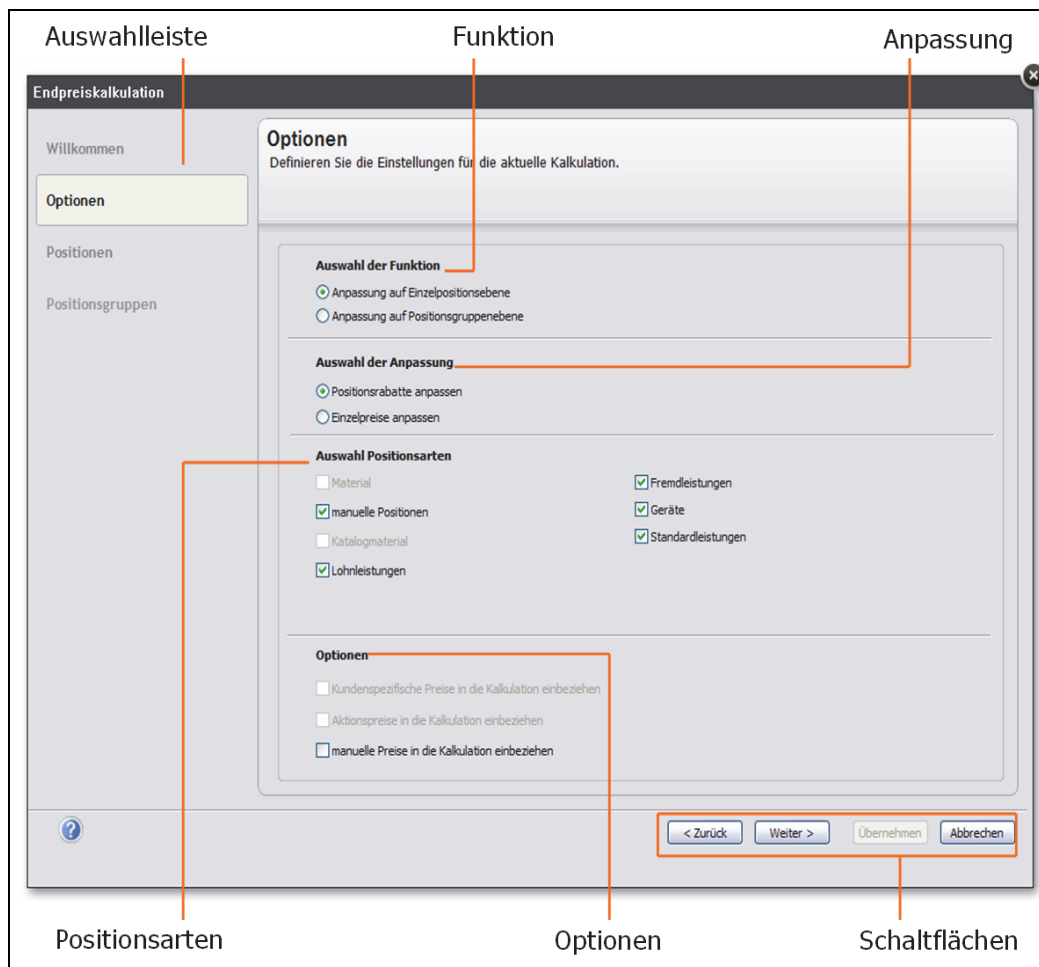 Auswahlleiste
Funktion
Anpassung
Endpreiskalkulation
Willkommen
Optionen
Positionen
Positionsgruppen
Optionen
Definieren Sie die Einstellungen für die aktuelle Kalkulation.
Auswahl der Funktion
Anpassung auf Einzelpositionsebene
Anpassung auf Positionsgruppenebene
Auswahl der Anpassung
Positionsrabatte anpassen
Einzelpreise anpassen
Auswahl Positionsarten
Material
manuelle Positionen
Katalogmaterial
Lohnleistungen
Fremdleistungen
Geräte
Standardleistungen
Optionen
Kundenspezifische Preise in die Kalkulation einbeziehen
Aktionspreise in die Kalkulation einbeziehen
manuelle Preise in die Kalkulation einbeziehen
?
< Zurück
Weiter >
Übernehmen
Abbrechen
Positionsarten
Optionen
Schaltflächen